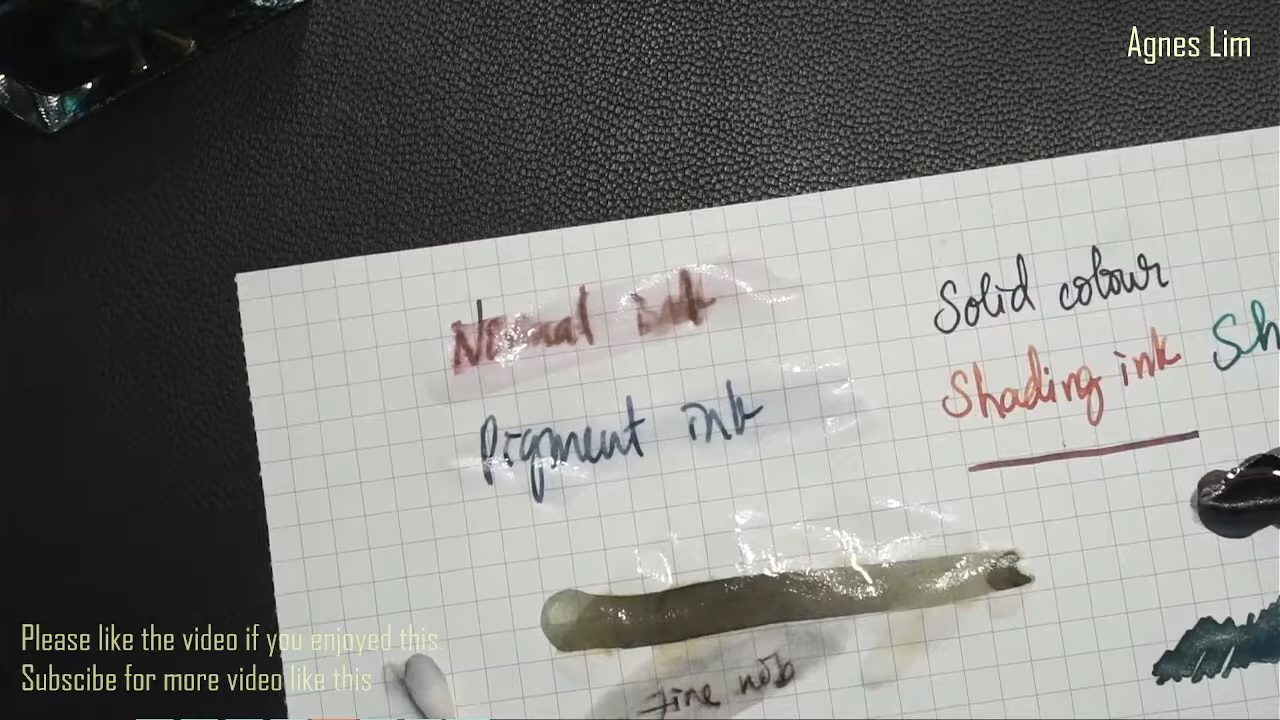 Agnes Lim
Normal ink
Solid colour
Shading ink Sh
Pigment ink
Please like the video if you enjoyed this.
Subscibe for more video like this
Fine nib